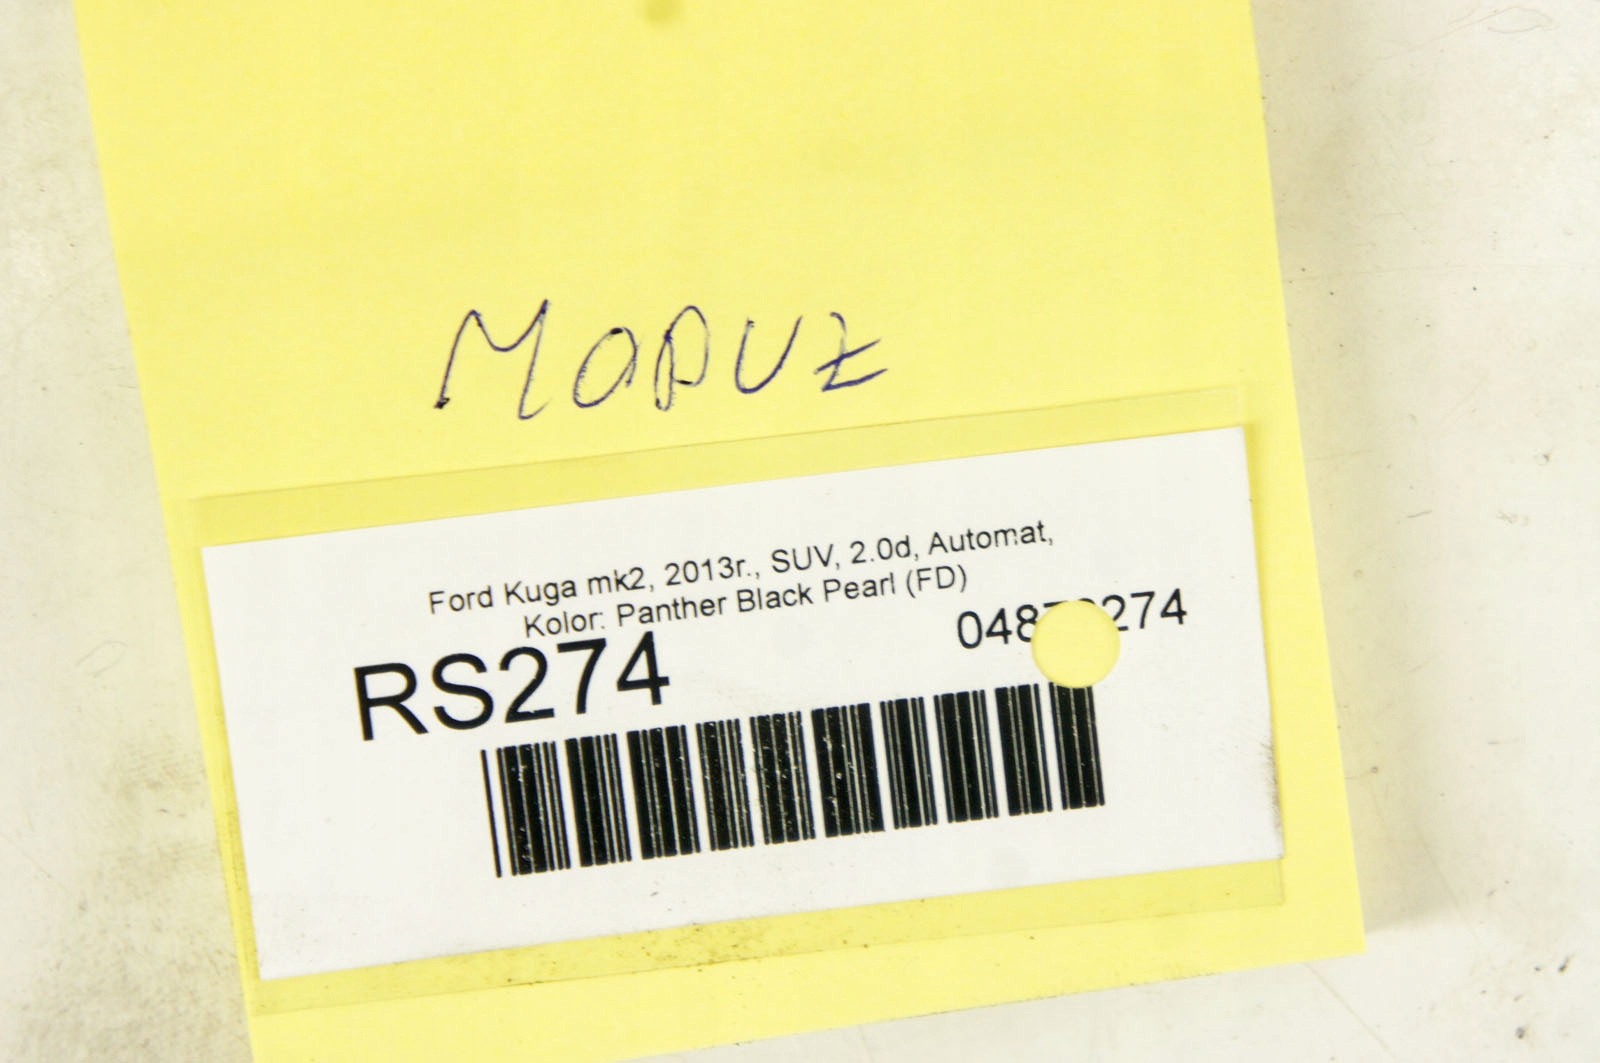 MODUŁ
Ford Kuga mk2, 2013r., SUV, 2.0d, Automat,
Kolor: Panther Black Pearl (FD)
RS274